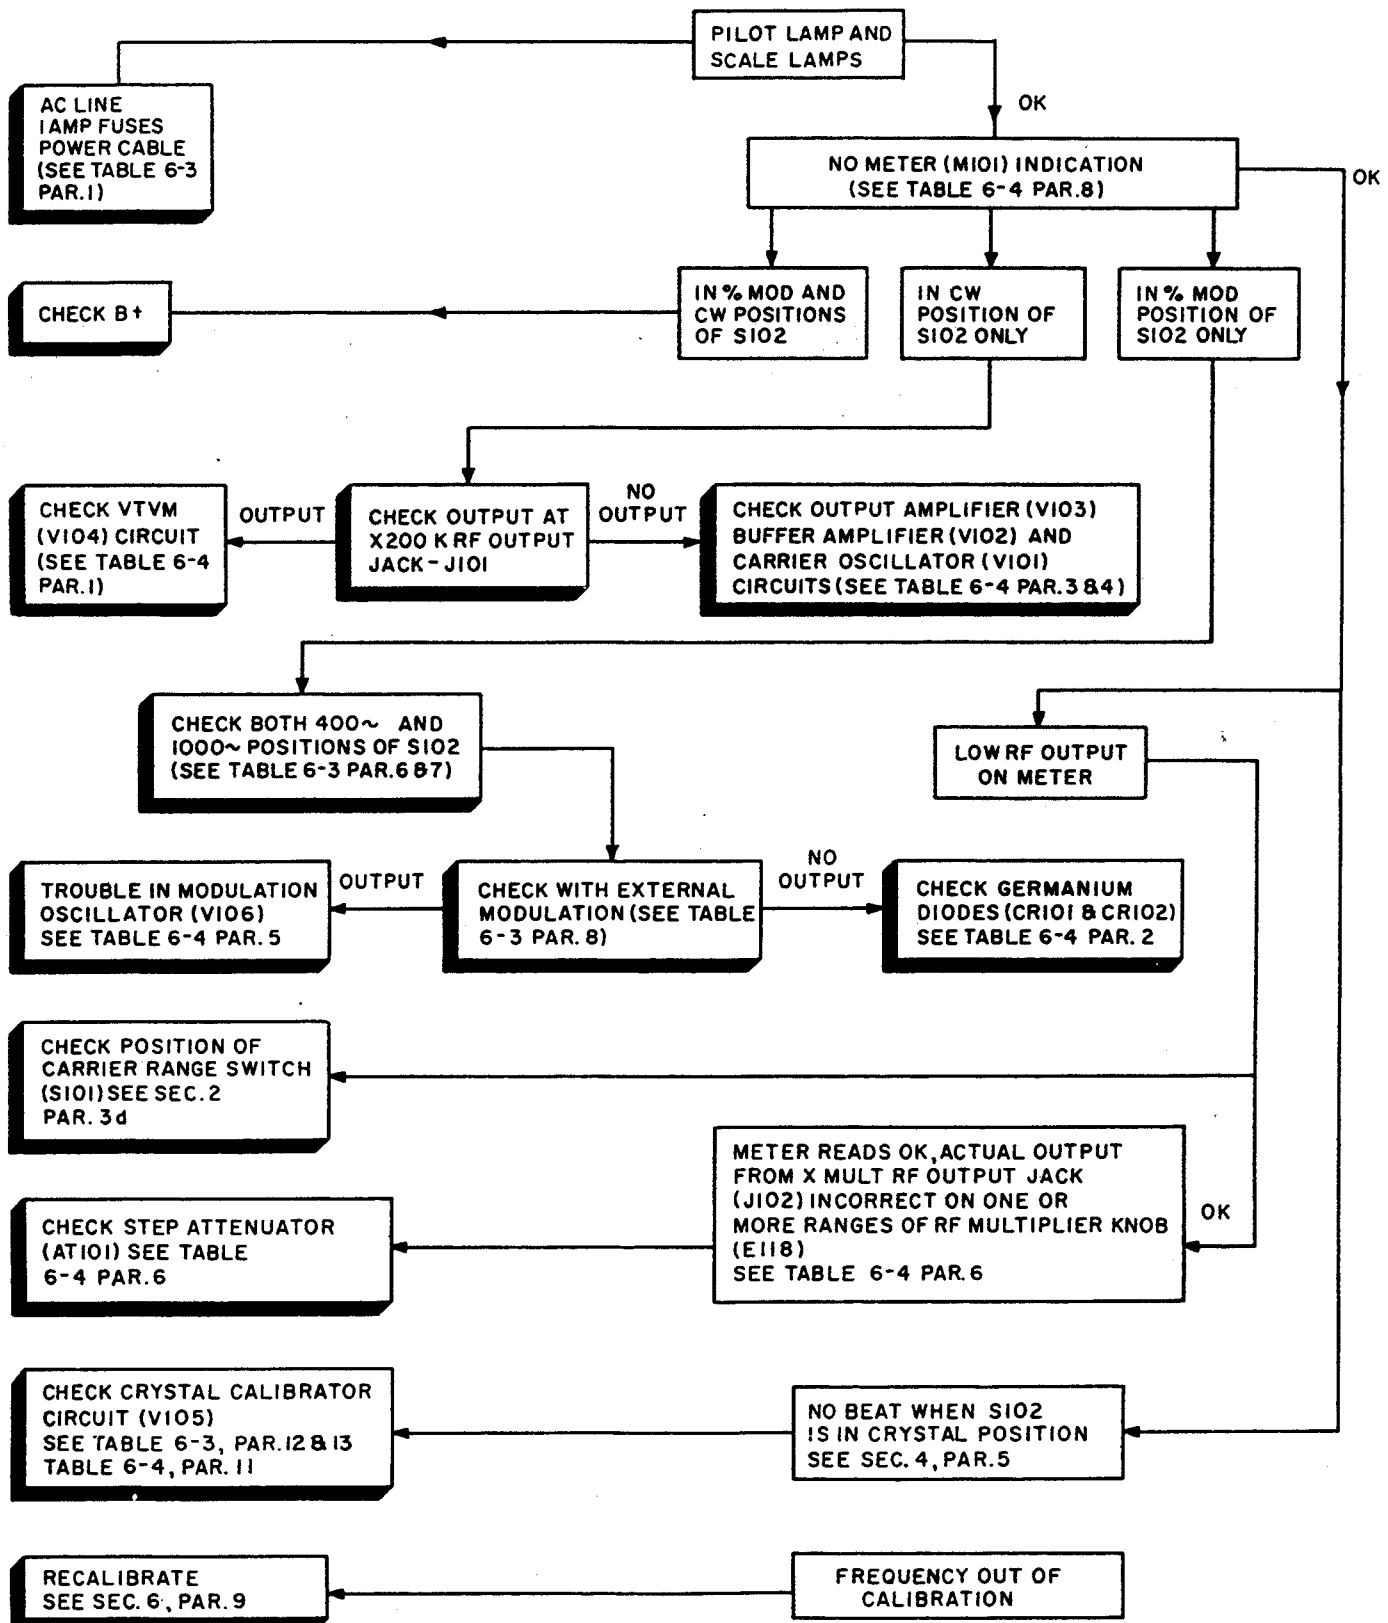 PILOT LAMP AND
SCALE LAMPS
AC LINE
1 AMP FUSES
POWER CABLE
(SEE TABLE 6-3
PAR.1)
OK
NO METER (M101) INDICATION
(SEE TABLE 6-4 PAR.8)
OK
CHECK B+
IN % MOD AND
CW POSITIONS
OF S102
IN CW
POSITION OF
S102 ONLY
IN % MOD
POSITION OF
S102 ONLY
CHECK VTVM
(V104) CIRCUIT
(SEE TABLE 6-4
PAR.1)
OUTPUT
CHECK OUTPUT AT
X200 K RF OUTPUT
JACK-J101
NO
OUTPUT
CHECK OUTPUT AMPLIFIER (V103)
BUFFER AMPLIFIER (V102) AND
CARRIER OSCILLATOR (V101)
CIRCUITS (SEE TABLE 6-4 PAR.3 & 4)
CHECK BOTH 400~ AND
1000~ POSITIONS OF S102
(SEE TABLE 6-3 PAR.6 & 7)
LOW RF OUTPUT
ON METER
TROUBLE IN MODULATION
OSCILLATOR (V106)
SEE TABLE 6-4 PAR. 5
OUTPUT
CHECK WITH EXTERNAL
MODULATION (SEE TABLE
6-3 PAR. 8)
NO
OUTPUT
CHECK GERMANIUM
DIODES (CR101 & CR102)
SEE TABLE 6-4 PAR. 2
CHECK POSITION OF
CARRIER RANGE SWITCH
(S101) SEE SEC. 2
PAR. 3d
METER READS OK, ACTUAL OUTPUT
FROM X MULT RF OUTPUT JACK
(J102) INCORRECT ON ONE OR
MORE RANGES OF RF MULTIPLIER KNOB
(E118)
SEE TABLE 6-4 PAR. 6
OK
CHECK STEP ATTENUATOR
(AT101) SEE TABLE
6-4 PAR. 6
CHECK CRYSTAL CALIBRATOR
CIRCUIT (V105)
SEE TABLE 6-3, PAR. 12 & 13
TABLE 6-4, PAR. 11
NO BEAT WHEN S102
IS IN CRYSTAL POSITION
SEE SEC. 4, PAR. 5
RECALIBRATE
SEE SEC. 6, PAR. 9
FREQUENCY OUT OF
CALIBRATION